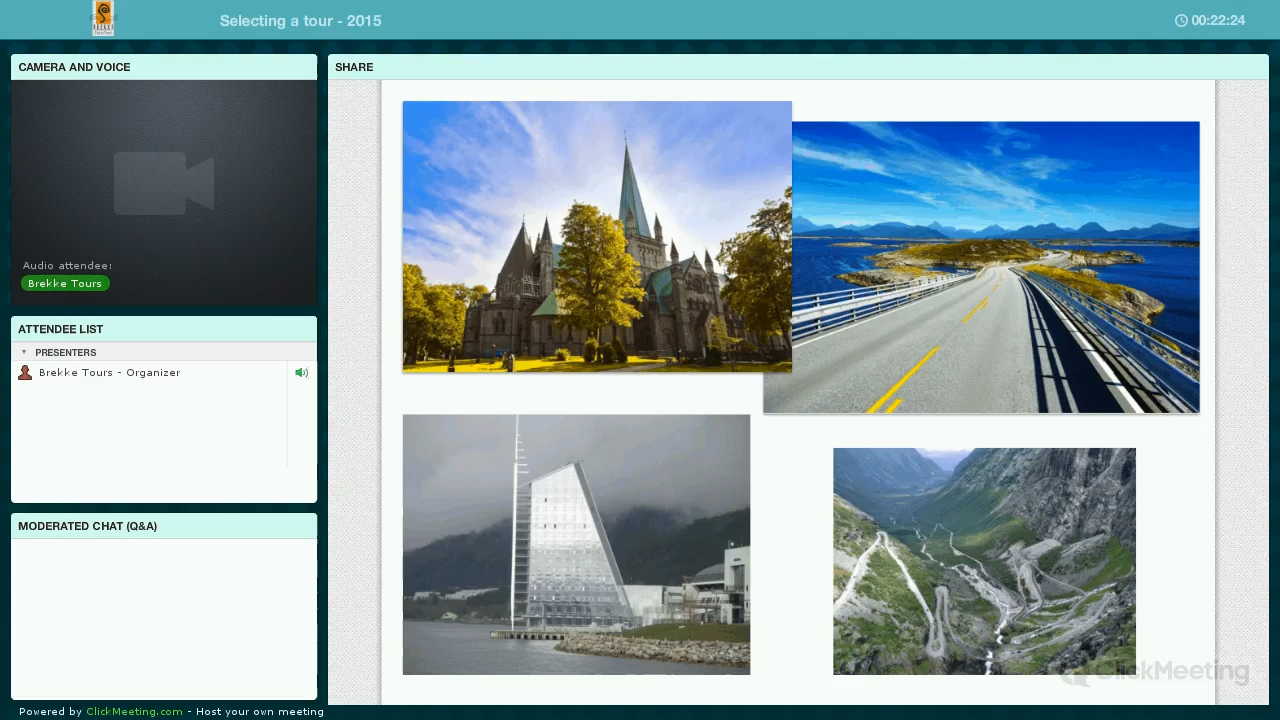 Selecting a tour - 2015
00:22:24
CAMERA AND VOICE
SHARE
Audio attendee:
Brekke Tours
ATTENDEE LIST
PRESENTERS
Brekke Tours - Organizer
MODERATED CHAT (Q&A)
ClickMeeting
Powered by ClickMeeting.com - Host your own meeting